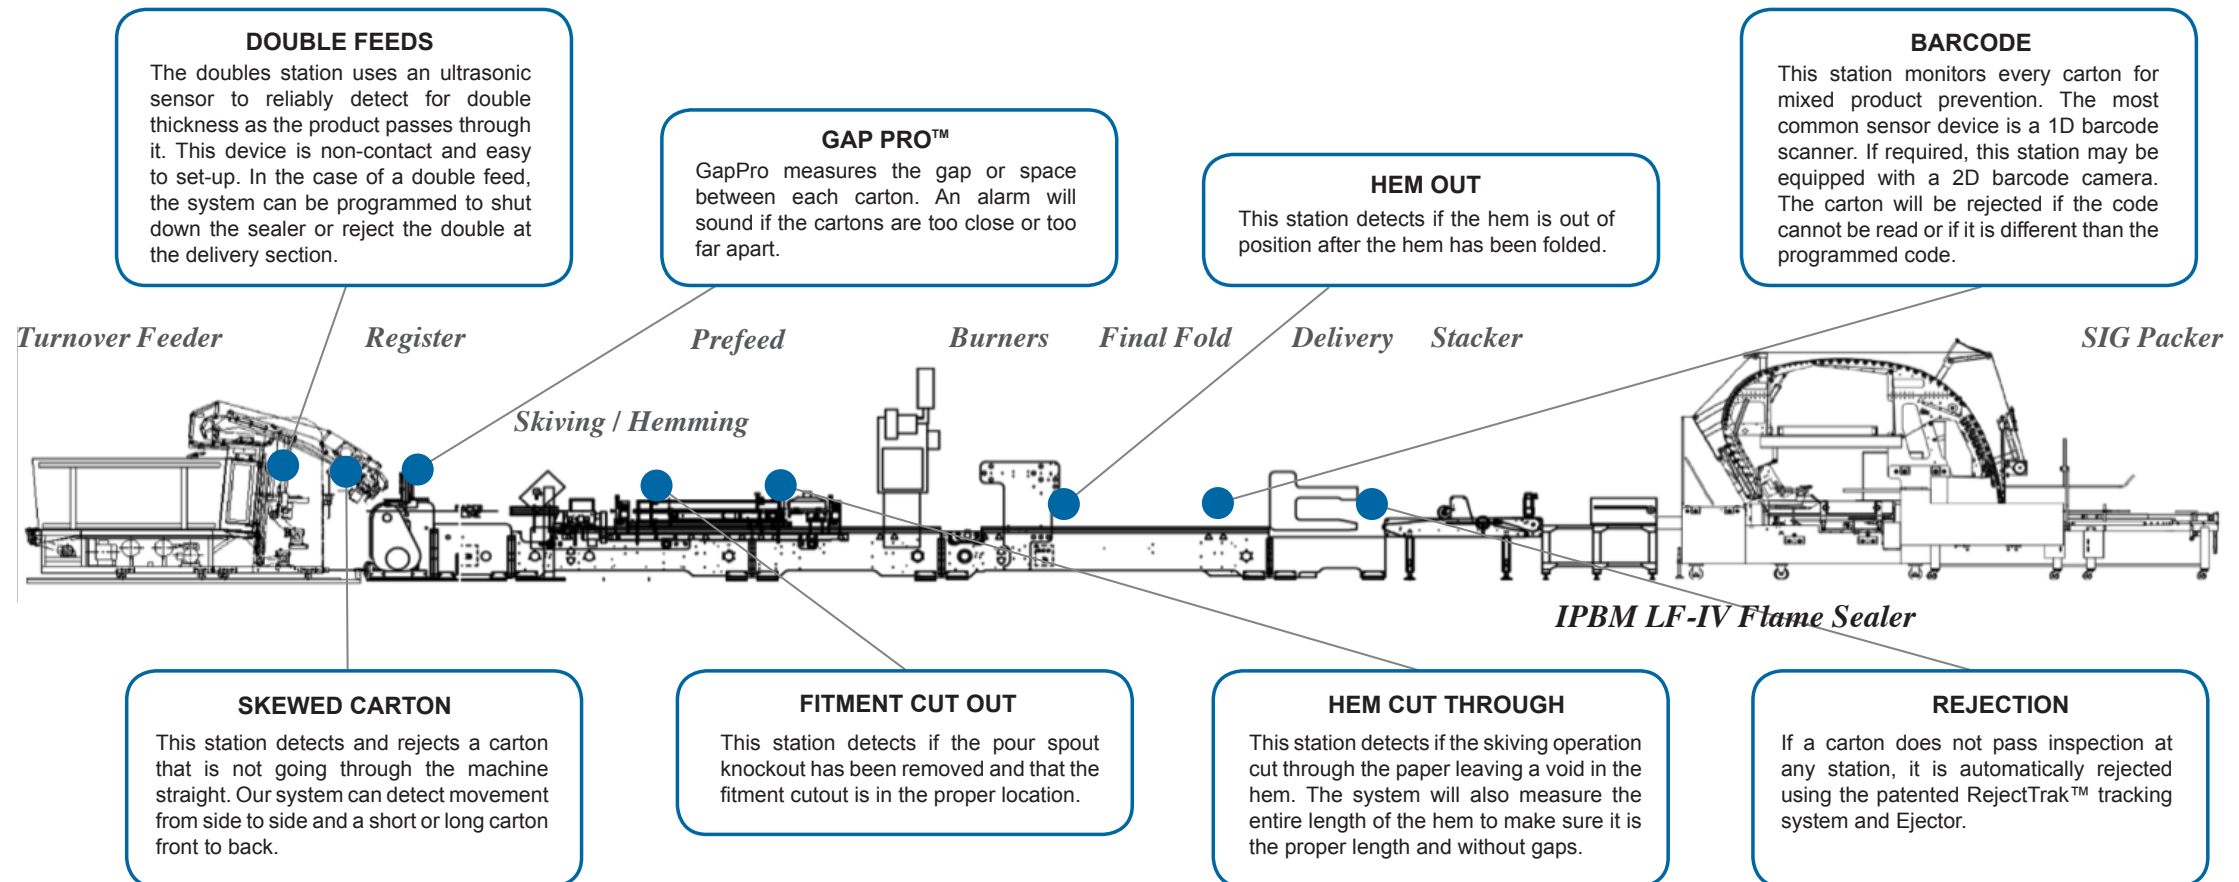 DOUBLE FEEDS
The doubles station uses an ultrasonic
sensor to reliably detect for double
thickness as the product passes through
it. This device is non-contact and easy
to set-up. In the case of a double feed,
the system can be programmed to shut
down the sealer or reject the double at
the delivery section.
GAP PRO™
GapPro measures the gap or space
between each carton. An alarm will
sound if the cartons are too close or too
far apart.
HEM OUT
This station detects if the hem is out of
position after the hem has been folded.
BARCODE
This station monitors every carton for
mixed product prevention. The most
common sensor device is a 1D barcode
scanner. If required, this station may be
equipped with a 2D barcode camera.
The carton will be rejected if the code
cannot be read or if it is different than the
programmed code.
Turnover Feeder
Register
Prefeed
Burners
Final Fold
Delivery
Stacker
SIG Packer
Skiving / Hemming
IPBM LF-IV Flame Sealer
SKEWED CARTON
This station detects and rejects a carton
that is not going through the machine
straight. Our system can detect movement
from side to side and a short or long carton
front to back.
FITMENT CUT OUT
This station detects if the pour spout
knockout has been removed and that the
fitment cutout is in the proper location.
HEM CUT THROUGH
This station detects if the skiving operation
cut through the paper leaving a void in the
hem. The system will also measure the
entire length of the hem to make sure it is
the proper length and without gaps.
REJECTION
If a carton does not pass inspection at
any station, it is automatically rejected
using the patented RejectTrak™ tracking
system and Ejector.